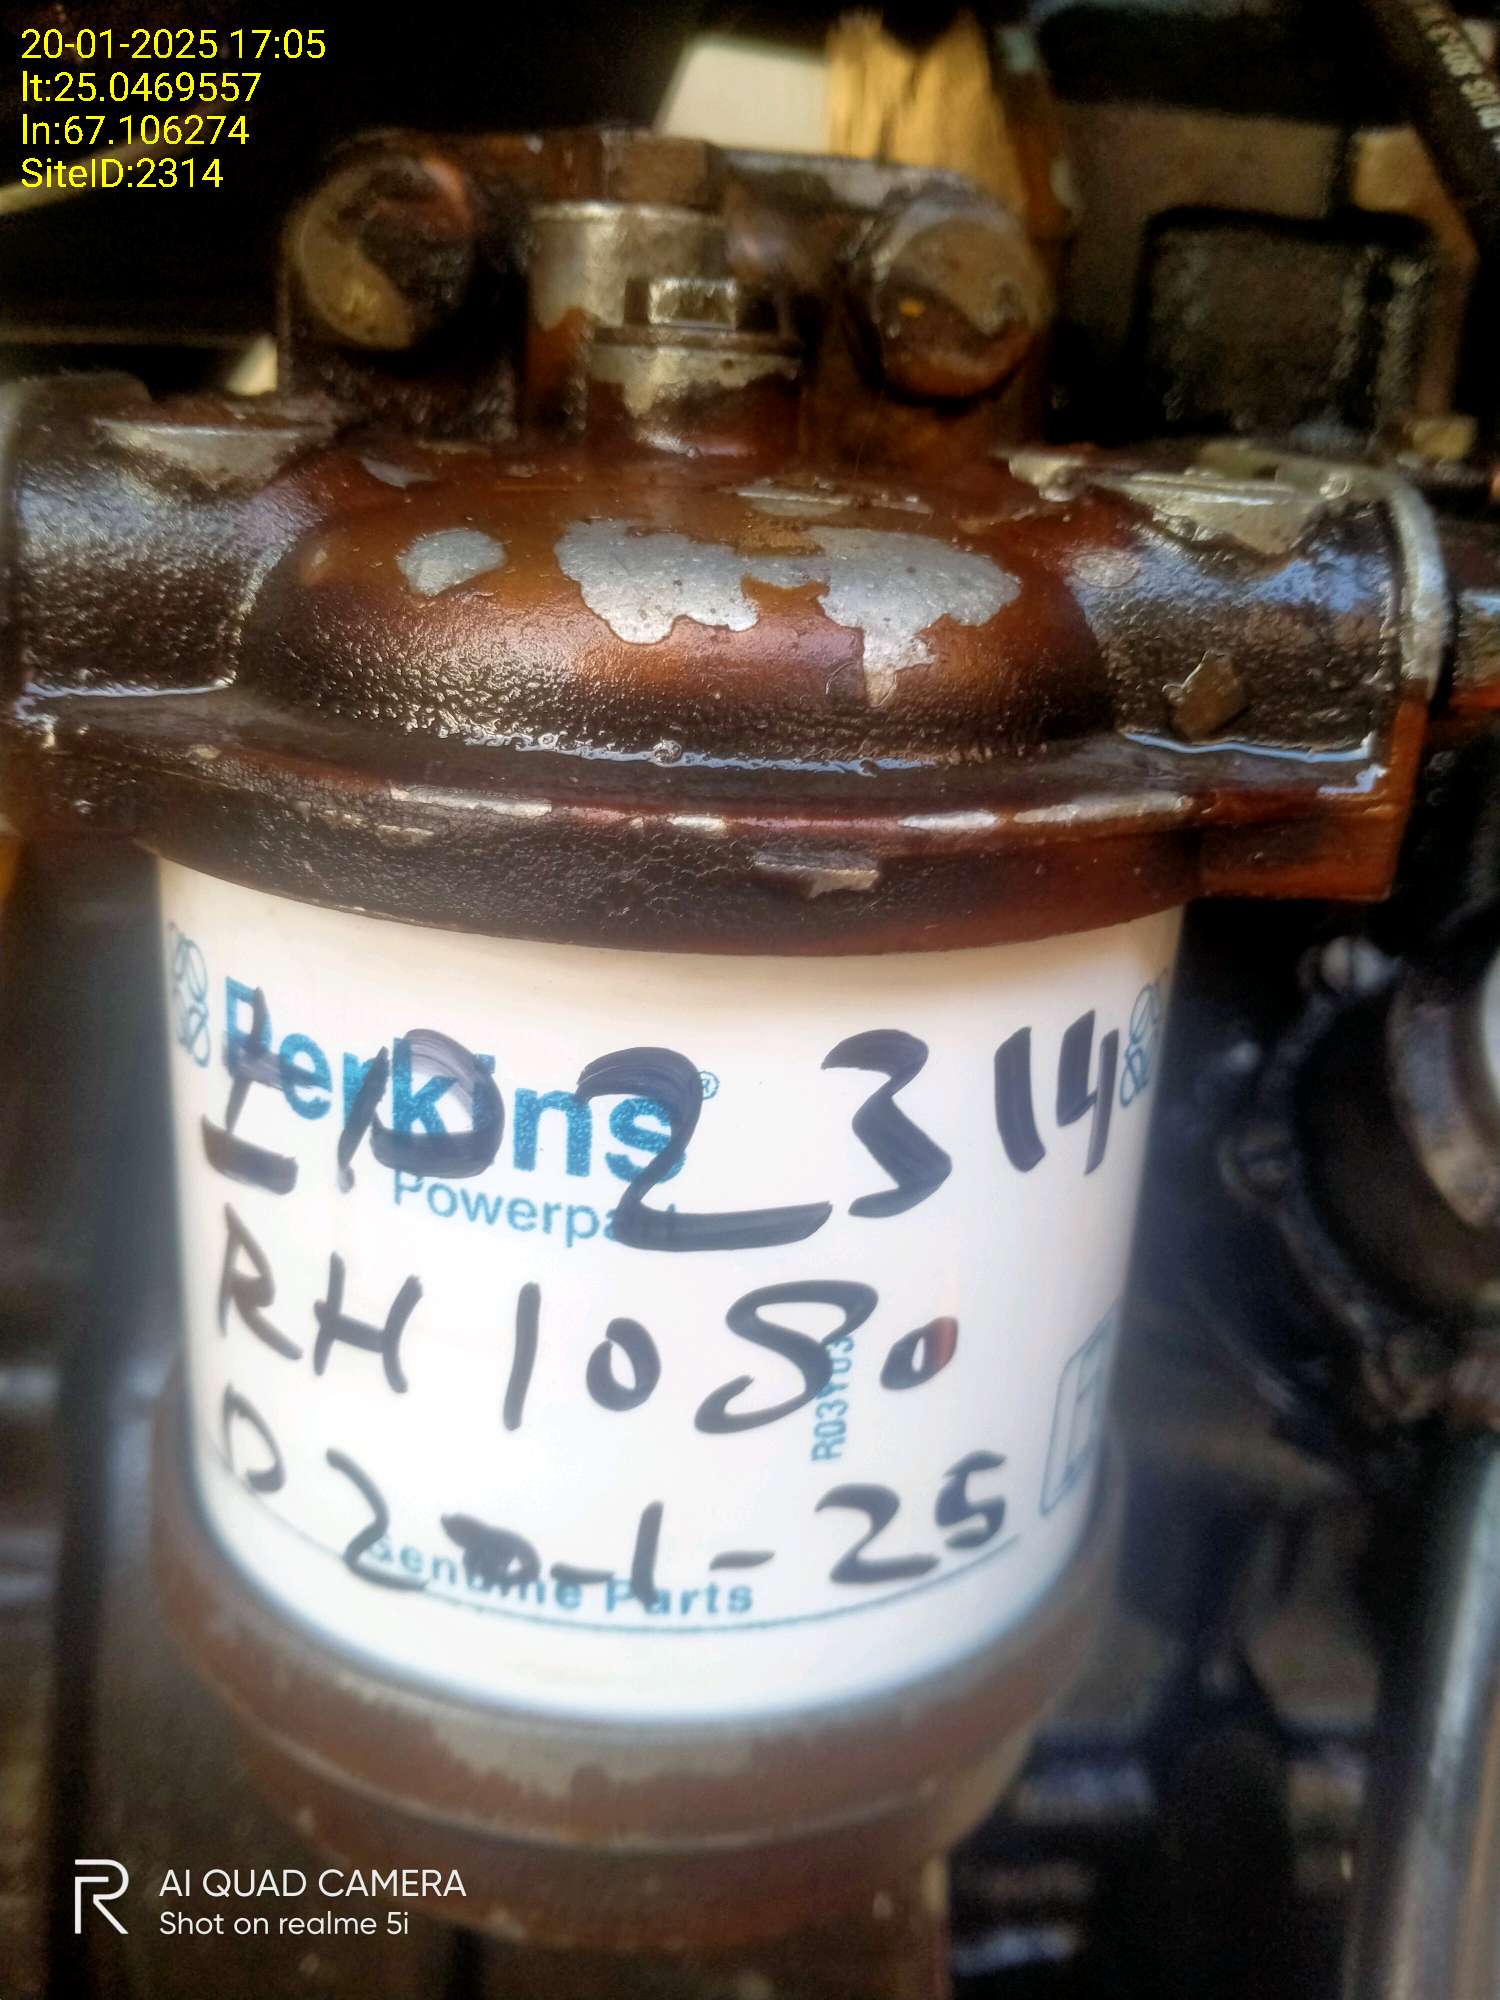 20-01-2025 17:05
lt:25.0469557
ln:67.106274
SiteID:2314
Perkins®
Powerpart
ID 2314
RH 1080
D 20-1-25
R03Y103
Genuine Parts
AI QUAD CAMERA
Shot on realme 5i